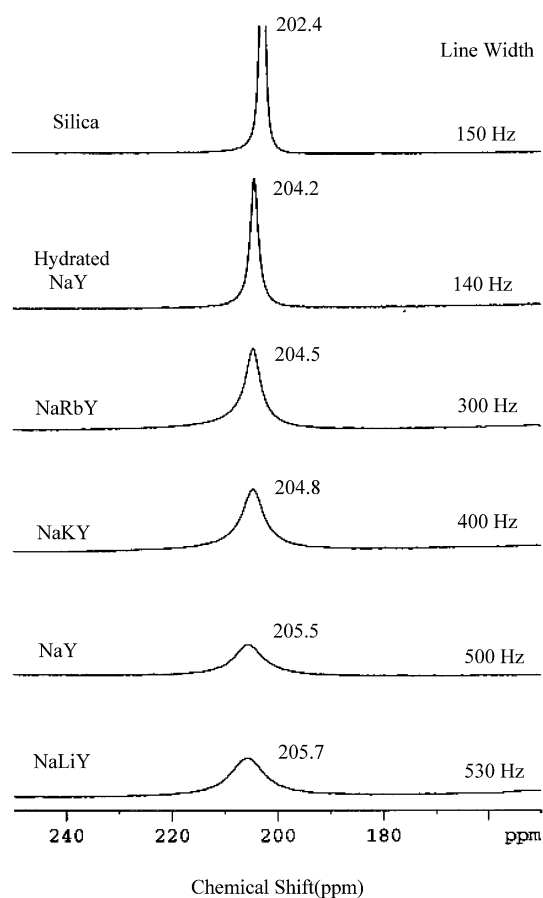 202.4
Line Width
Silica
150 Hz
204.2
Hydrated
NaY
140 Hz
204.5
NaRbY
300 Hz
204.8
NaKY
400 Hz
205.5
NaY
500 Hz
205.7
NaLiY
530 Hz
240 220 200 180 ppm
Chemical Shift(ppm)